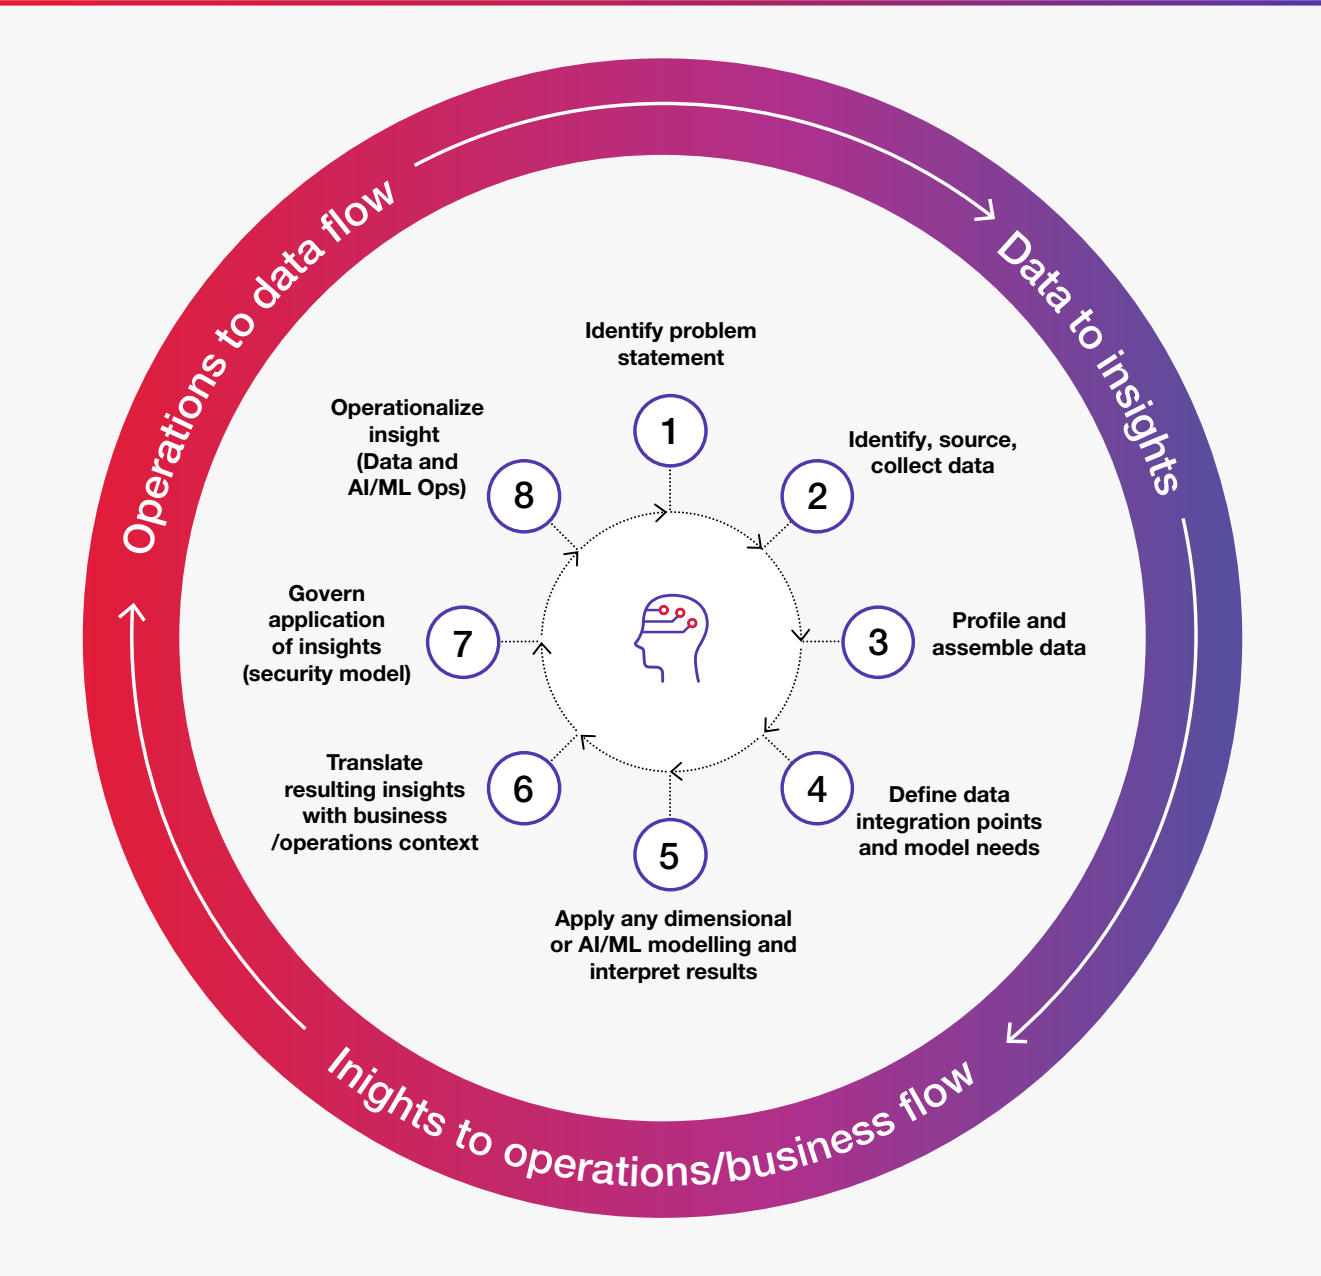 Operations to data flow
Data to insights
Inights to operations/business flow
Identify problem
statement
1
Identify, source,
collect data
2
Profile and
assemble data
3
Define data
integration points
and model needs
4
Apply any dimensional
or AI/ML modelling and
interpret results
5
Translate
resulting insights
with business
/operations context
6
Govern
application
of insights
(security model)
7
Operationalize
insight
(Data and
AI/ML Ops)
8